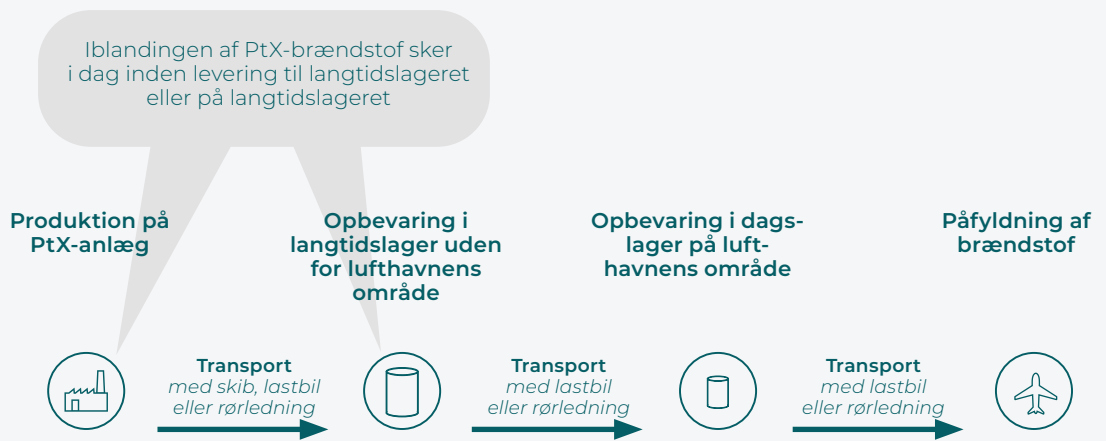 Iblandingen af PtX-brændstof sker
i dag inden levering til langtidslageret
eller på langtidslageret
Produktion på
PtX-anlæg
Opbevaring i
langtidslager uden
for lufthavnens
område
Opbevaring i dags-
lager på luft-
havnens område
Påfyldning af
brændstof
Transport
med skib, lastbil
eller rørledning
Transport
med lastbil
eller rørledning
Transport
med lastbil
eller rørledning